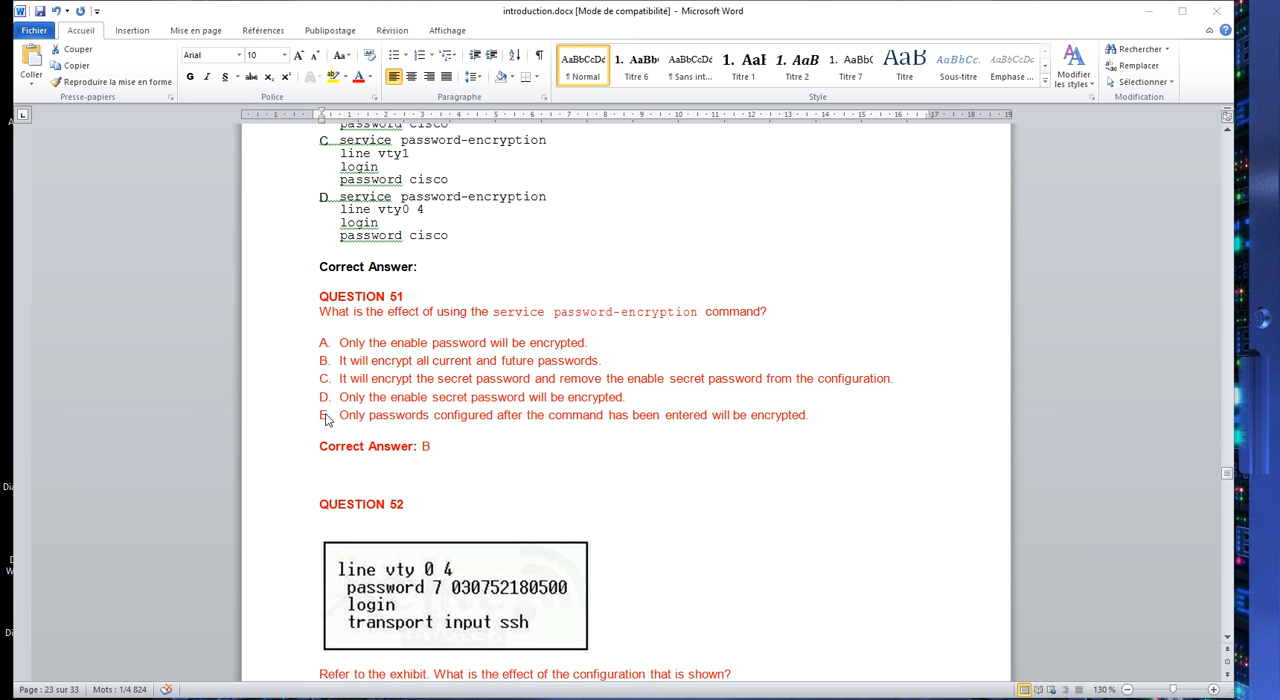 introduction.docx [Mode de compatibilité] - Microsoft Word
Fichier Accueil Insertion Mise en page Références Publipostage Révision Affichage
Coller
Couper
Copier
Reproduire la mise en forme
Presse-papiers
Arial 10
Police
Paragraphe
AaBbCcDc ¶ Normal
1. AaBb( Titre 6
AaBbCcDc ¶ Sans int...
1. Aal Titre 1
1. AaB Titre 2
1. AaBb( Titre 7
AaB Titre
AaBbCc. Sous-titre
AaBbCcDc Emphase ...
Modifier les styles
Style
Rechercher
Remplacer
Sélectionner
Modification
password cisco
C. service password-encryption
line vty1
login
password cisco
D. service password-encryption
line vty0 4
login
password cisco
Correct Answer:
QUESTION 51
What is the effect of using the service password-encryption command?
A. Only the enable password will be encrypted.
B. It will encrypt all current and future passwords.
C. It will encrypt the secret password and remove the enable secret password from the configuration.
D. Only the enable secret password will be encrypted.
E. Only passwords configured after the command has been entered will be encrypted.
Correct Answer: B
QUESTION 52
line vty 0 4
password 7 030752180500
login
transport input ssh
Refer to the exhibit. What is the effect of the configuration that is shown?
Page : 23 sur 33 Mots : 1/4 824 130 %